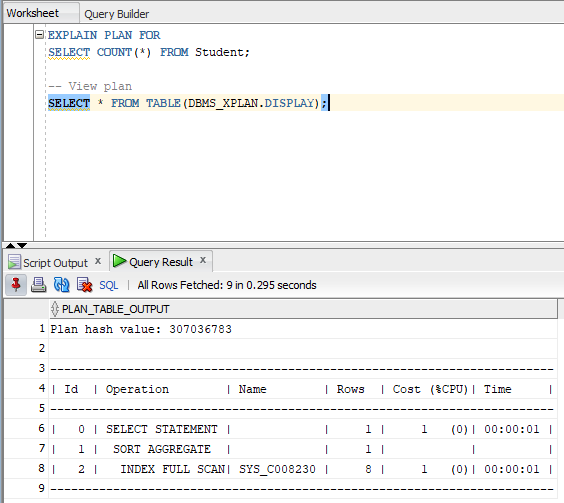 Worksheet Query Builder
EXPLAIN PLAN FOR
SELECT COUNT(*) FROM Student;
-- View plan
SELECT * FROM TABLE(DBMS_XPLAN.DISPLAY);
Script Output x Query Result x
SQL | All Rows Fetched: 9 in 0.295 seconds
PLAN_TABLE_OUTPUT
1 Plan hash value: 307036783
2
3 ---------------------------------------------------------------------------
4 | Id  | Operation        | Name        | Rows  | Cost (%CPU)| Time     |
5 ---------------------------------------------------------------------------
6 |   0 | SELECT STATEMENT |             |     1 |     1   (0)| 00:00:01 |
7 |   1 |  SORT AGGREGATE  |             |     1 |            |          |
8 |   2 |   INDEX FULL SCAN| SYS_C008230 |     8 |     1   (0)| 00:00:01 |
9 ---------------------------------------------------------------------------